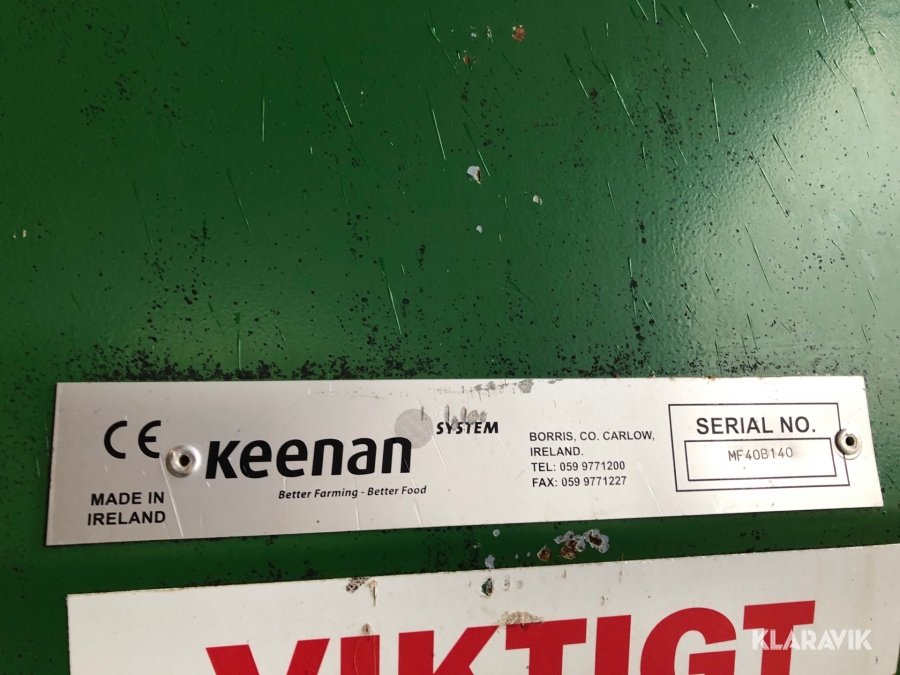 CE
MADE IN
IRELAND
Keenan
SYSTEM
Better Farming - Better Food
BORRIS, CO. CARLOW,
IRELAND.
TEL: 059 9771200
FAX: 059 9771227
SERIAL NO.
MF40B140
VIKTIGT
KLARAVIK